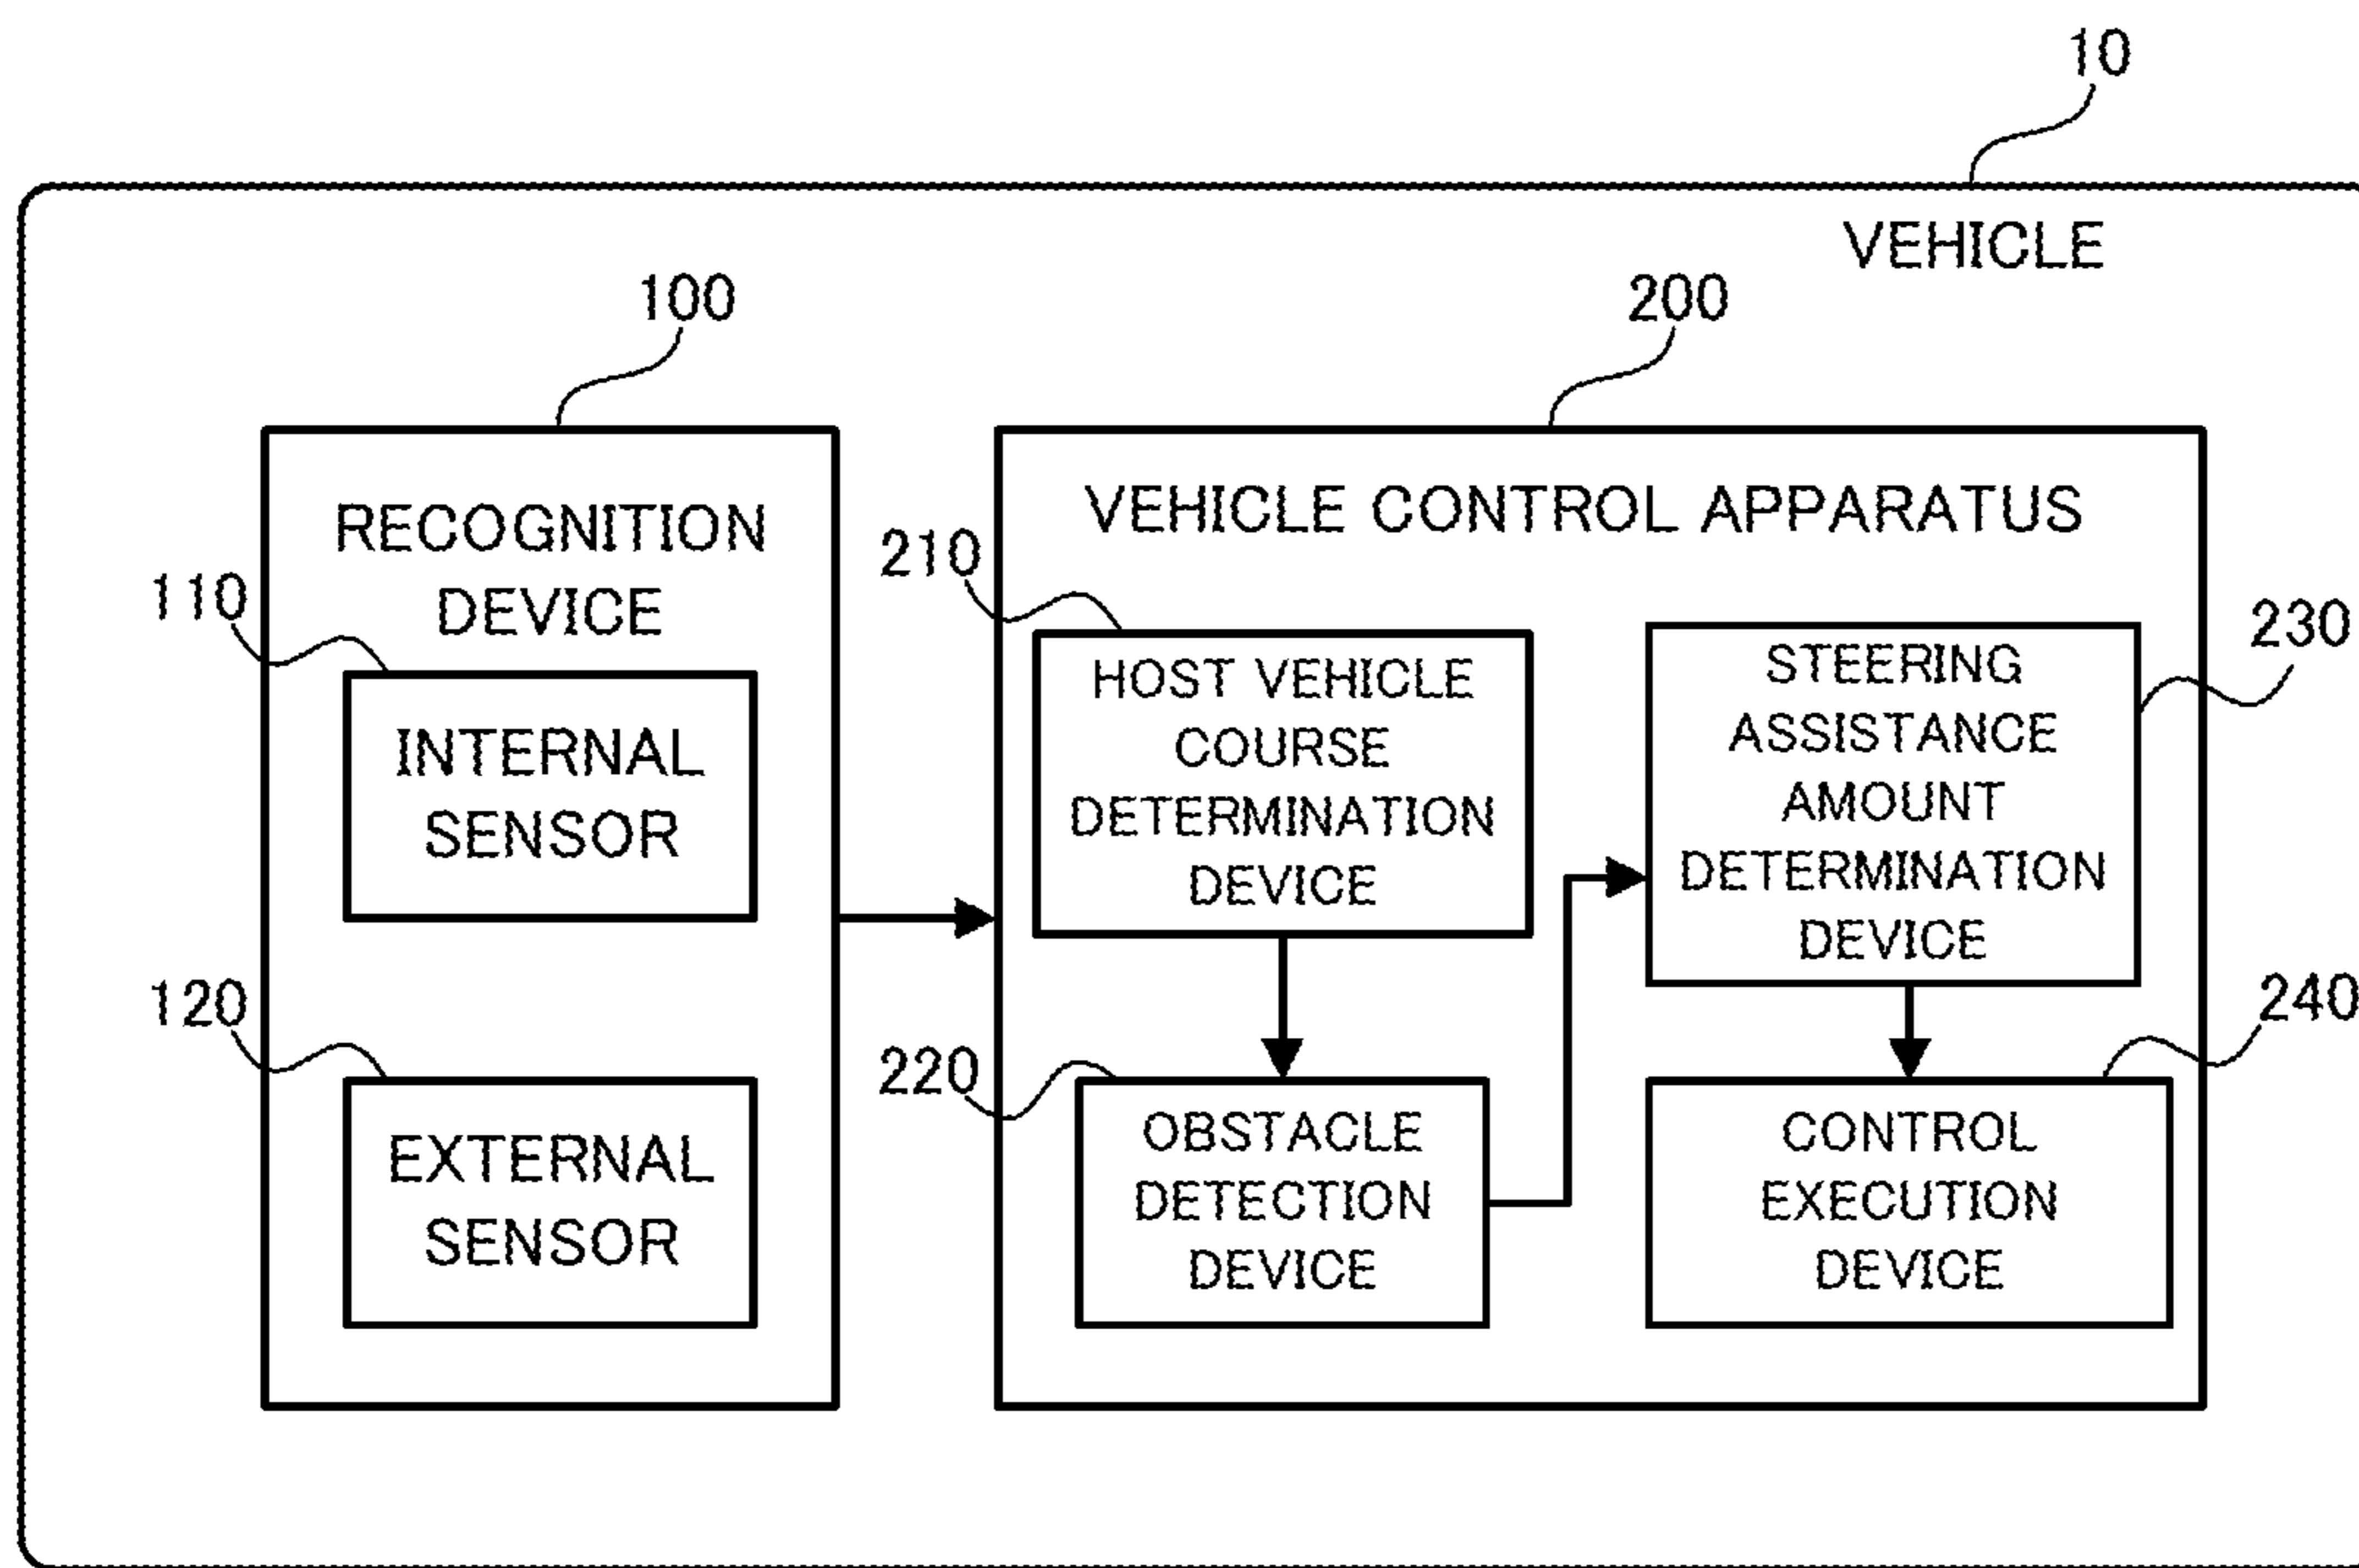 10
VEHICLE
100
200
RECOGNITION
DEVICE
110
INTERNAL
SENSOR
120
EXTERNAL
SENSOR
VEHICLE CONTROL APPARATUS
210
HOST VEHICLE
COURSE
DETERMINATION
DEVICE
220
OBSTACLE
DETECTION
DEVICE
230
STEERING
ASSISTANCE
AMOUNT
DETERMINATION
DEVICE
240
CONTROL
EXECUTION
DEVICE